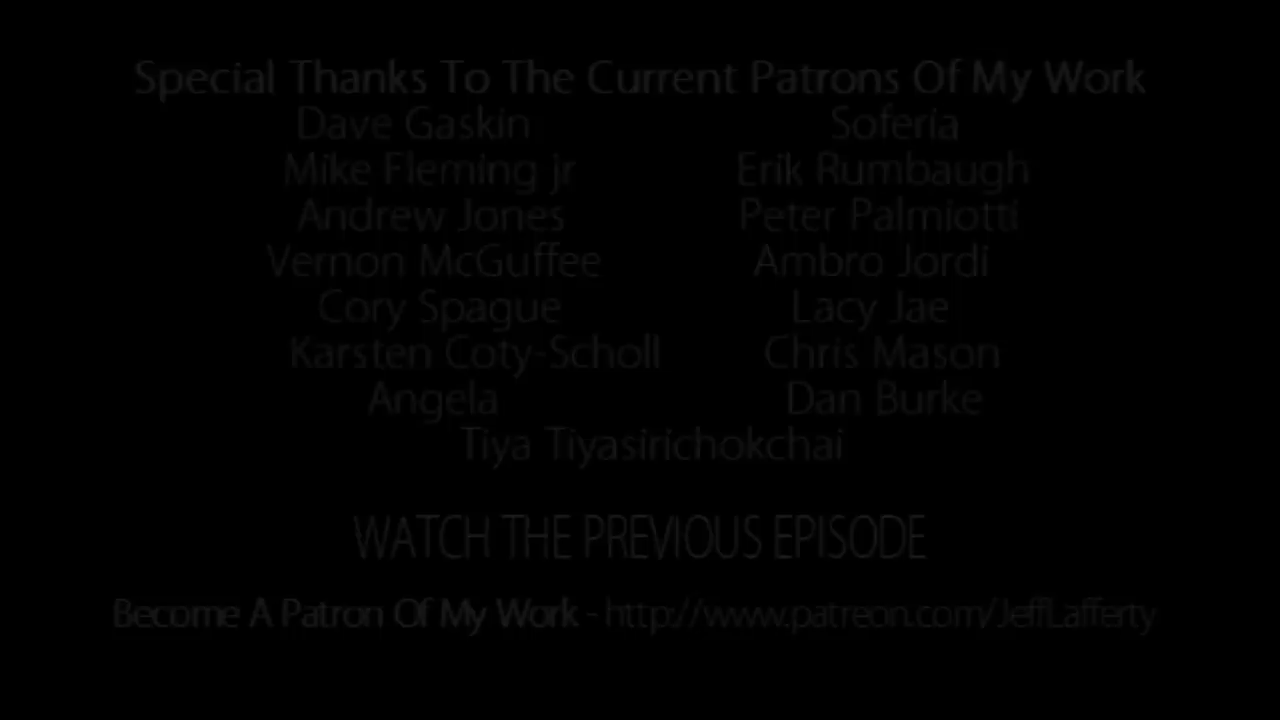 Special Thanks To The Current Patrons Of My Work
Dave Gaskin Soferia
Mike Fleming jr Erik Rumbaugh
Andrew Jones Peter Palmiotti
Vernon McGuffee Ambro Jordi
Cory Spague Lacy Jae
Karsten Coty-Scholl Chris Mason
Angela Dan Burke
Tiya Tiyasirichokchai
WATCH THE PREVIOUS EPISODE
Become A Patron Of My Work - http://www.patreon.com/JeffLafferty